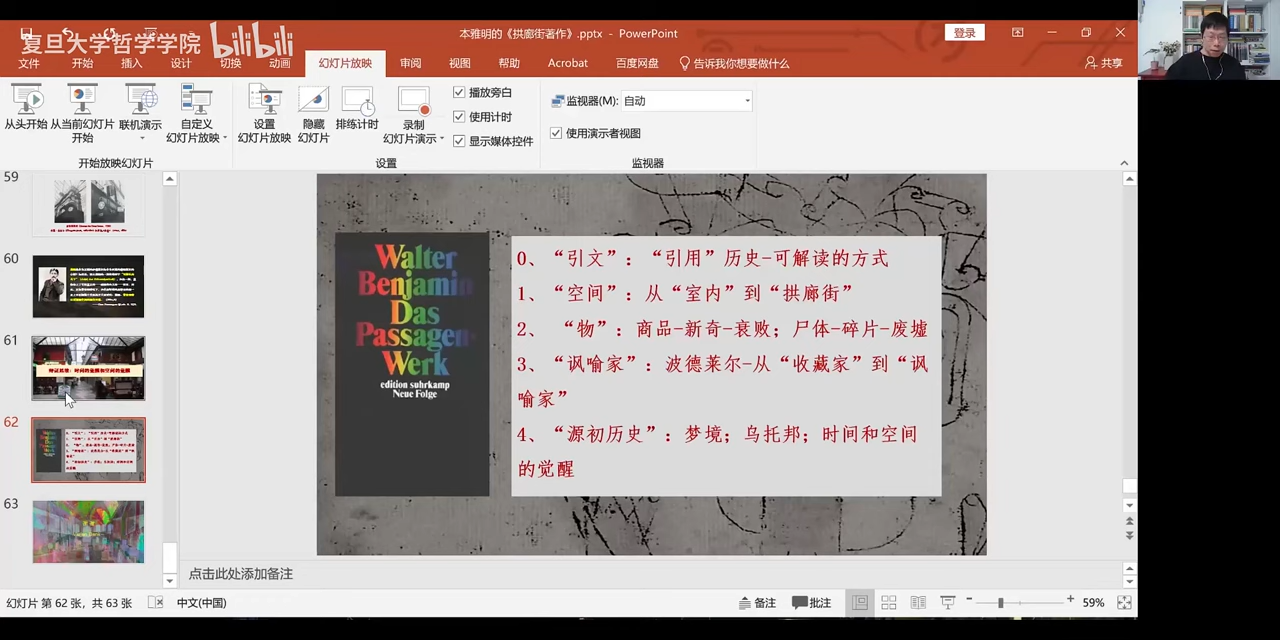 复旦大学哲学学院 bilibili
本雅明的《拱廊街著作》.pptx - PowerPoint
登录
文件 开始 插入 设计 切换 动画 幻灯片放映 审阅 视图 帮助 Acrobat 百度网盘 告诉我你想要做什么 共享
从头开始 从当前幻灯片 开始 联机演示 自定义 幻灯片放映
设置 幻灯片放映 隐藏 幻灯片 排练计时 录制 幻灯片演示
播放旁白
使用计时
显示媒体控件
监视器(M): 自动
使用演示者视图
开始放映幻灯片 设置 监视器
59
60
61
62
63
Walter
Benjamin
Das
Passagen-
Werk
edition suhrkamp
Neue Folge
0、“引文”：“引用”历史-可解读的方式
1、“空间”：从“室内”到“拱廊街”
2、 “物”：商品-新奇-衰败；尸体-碎片-废墟
3、“讽喻家”：波德莱尔-从“收藏家”到“讽
喻家”
4、“源初历史”：梦境；乌托邦；时间和空间
的觉醒
点击此处添加备注
幻灯片 第 62 张，共 63 张 中文(中国) 备注 批注 59%